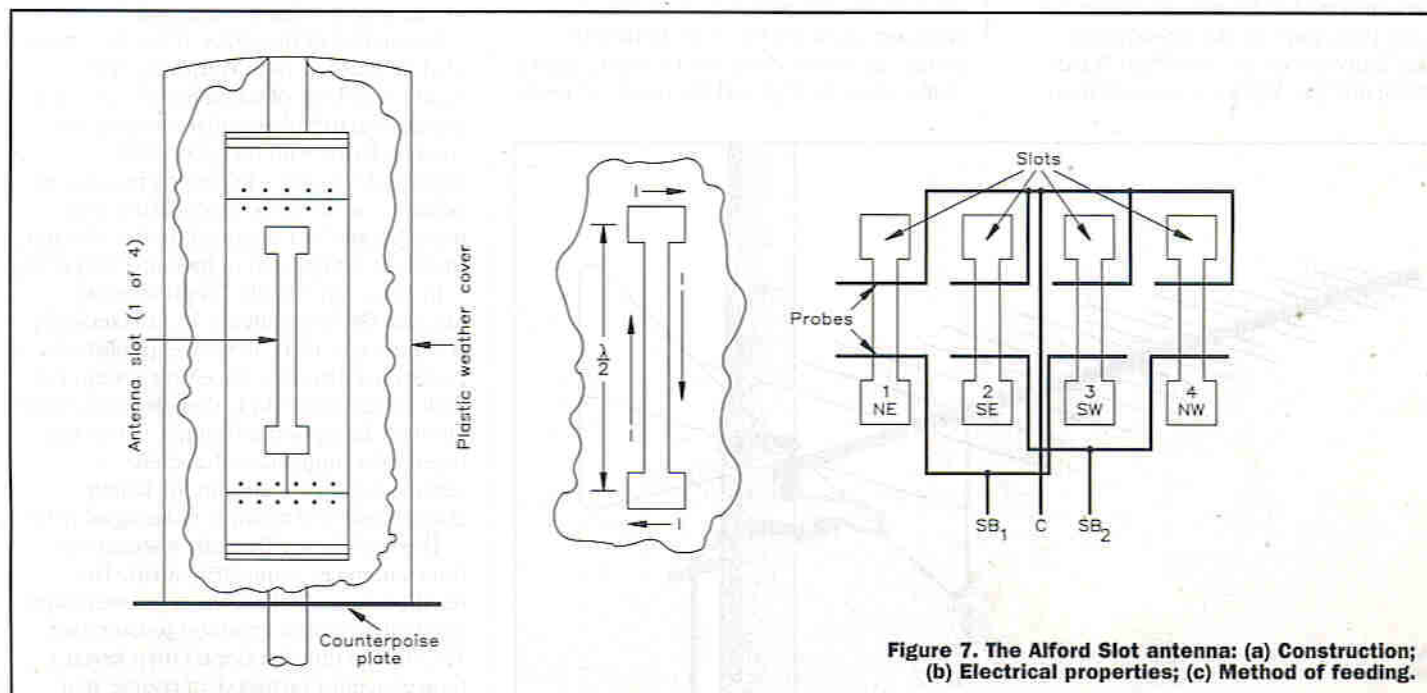 Antenna slot (1 of 4)
Plastic weather cover
Counterpoise
plate
I
I
λ/2
I
I
Slots
Probes
1
NE
2
SE
3
SW
4
NW
SB1
C
SB2
Figure 7. The Alford Slot antenna: (a) Construction;
(b) Electrical properties; (c) Method of feeding.